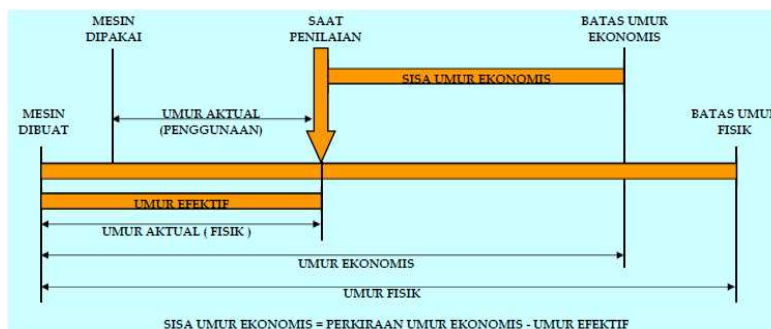 MESIN
DIPAKAI
SAAT
PENILAIAN
BATAS UMUR
EKONOMIS
SISA UMUR EKONOMIS
MESIN
DIBUAT
UMUR AKTUAL
(PENGGUNAAN)
BATAS UMUR
FISIK
UMUR EFEKTIF
UMUR AKTUAL ( FISIK )
UMUR EKONOMIS
UMUR FISIK
SISA UMUR EKONOMIS = PERKIRAAN UMUR EKONOMIS - UMUR EFEKTIF